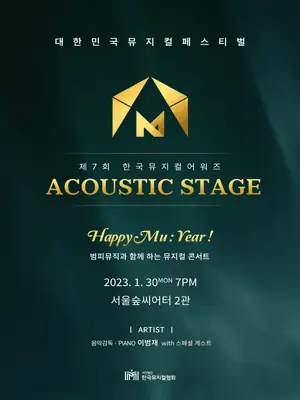 대한민국뮤지컬페스티벌
제7회 한국뮤지컬어워즈
ACOUSTIC STAGE
Happy Mu : Year !
범피뮤직과 함께 하는 뮤지컬 콘서트
2023. 1. 30MON 7PM
서울숲씨어터 2관
| ARTIST |
음악감독 · PIANO 이범재 with 스페셜 게스트
한국뮤지컬협회